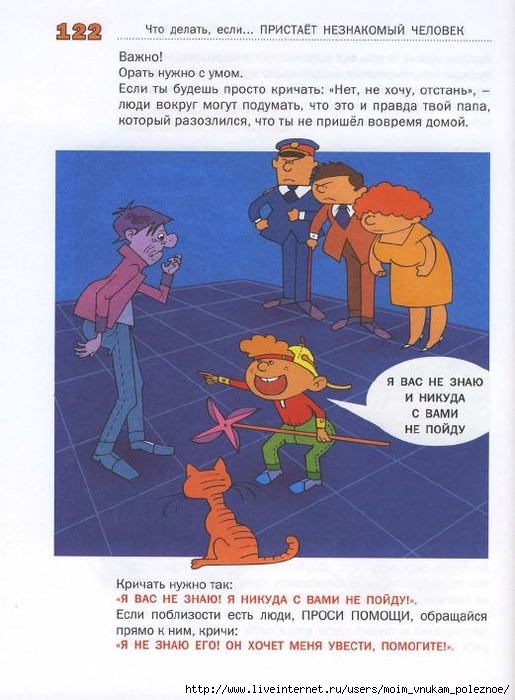 122
Что делать, если... ПРИСТАЁТ НЕЗНАКОМЫЙ ЧЕЛОВЕК
Важно!
Орать нужно с умом.
Если ты будешь просто кричать: «Нет, не хочу, отстань», –
люди вокруг могут подумать, что это и правда твой папа,
который разозлился, что ты не пришёл вовремя домой.
Я ВАС НЕ ЗНАЮ
И НИКУДА
С ВАМИ
НЕ ПОЙДУ
Кричать нужно так:
«Я ВАС НЕ ЗНАЮ! Я НИКУДА С ВАМИ НЕ ПОЙДУ!».
Если поблизости есть люди, ПРОСИ ПОМОЩИ, обращайся
прямо к ним, кричи:
«Я НЕ ЗНАЮ ЕГО! ОН ХОЧЕТ МЕНЯ УВЕСТИ, ПОМОГИТЕ!».
http://www.liveinternet.ru/users/moim_vnukam_poleznoe/